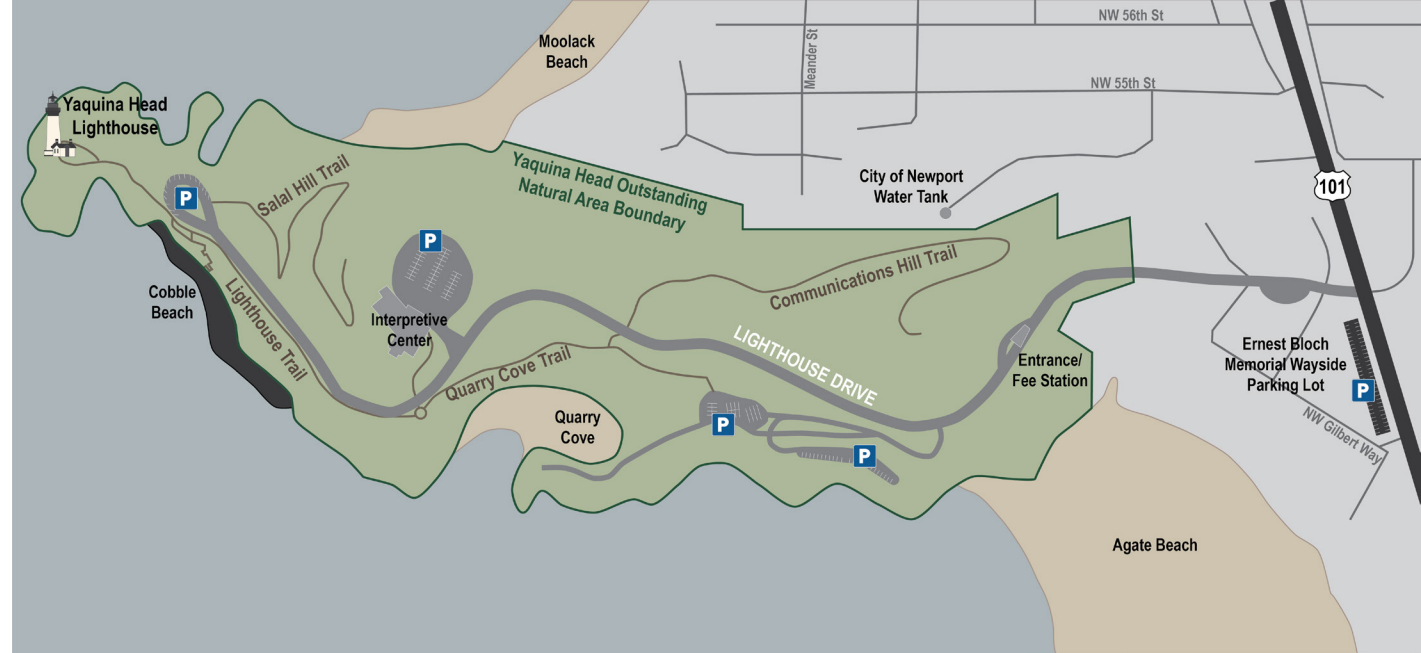 NW 56th St
Moolack
Beach
Meander St
NW 55th St
Yaquina Head
Lighthouse
Yaquina Head Outstanding
Natural Area Boundary
City of Newport
Water Tank
101
Salal Hill Trail
P
P
Communications Hill Trail
Cobble
Beach
Lighthouse Trail
Interpretive
Center
LIGHTHOUSE DRIVE
Quarry Cove Trail
Entrance/
Fee Station
Ernest Bloch
Memorial Wayside
Parking Lot
P
Quarry
Cove
P
P
NW Gilbert Way
Agate Beach